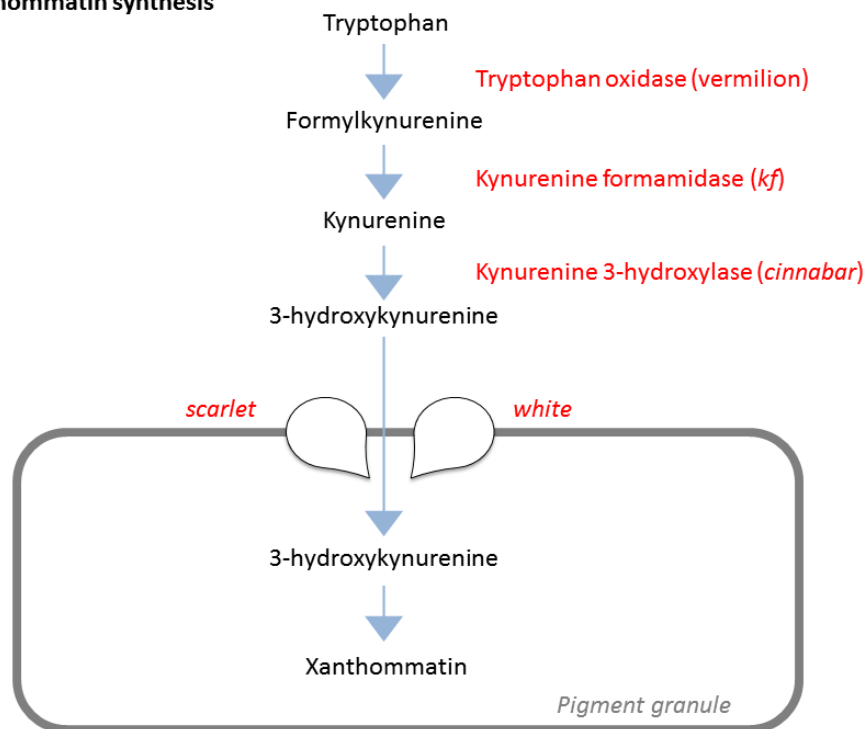 synthesis
Tryptophan
Tryptophan oxidase (vermilion)
Formylkynurenine
Kynurenine formamidase (kf)
Kynurenine
Kynurenine 3-hydroxylase (cinnabar)
3-hydroxykynurenine
scarlet
white
3-hydroxykynurenine
Xanthommatin
Pigment granule